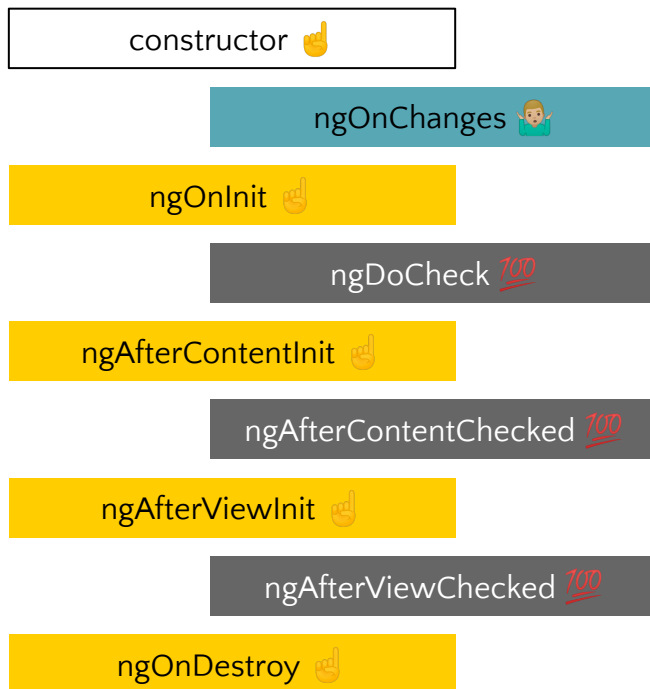 constructor ☝️
ngOnChanges 🤷🏼‍♂️
ngOnInit ☝️
ngDoCheck 💯
ngAfterContentInit ☝️
ngAfterContentChecked 💯
ngAfterViewInit ☝️
ngAfterViewChecked 💯
ngOnDestroy ☝️